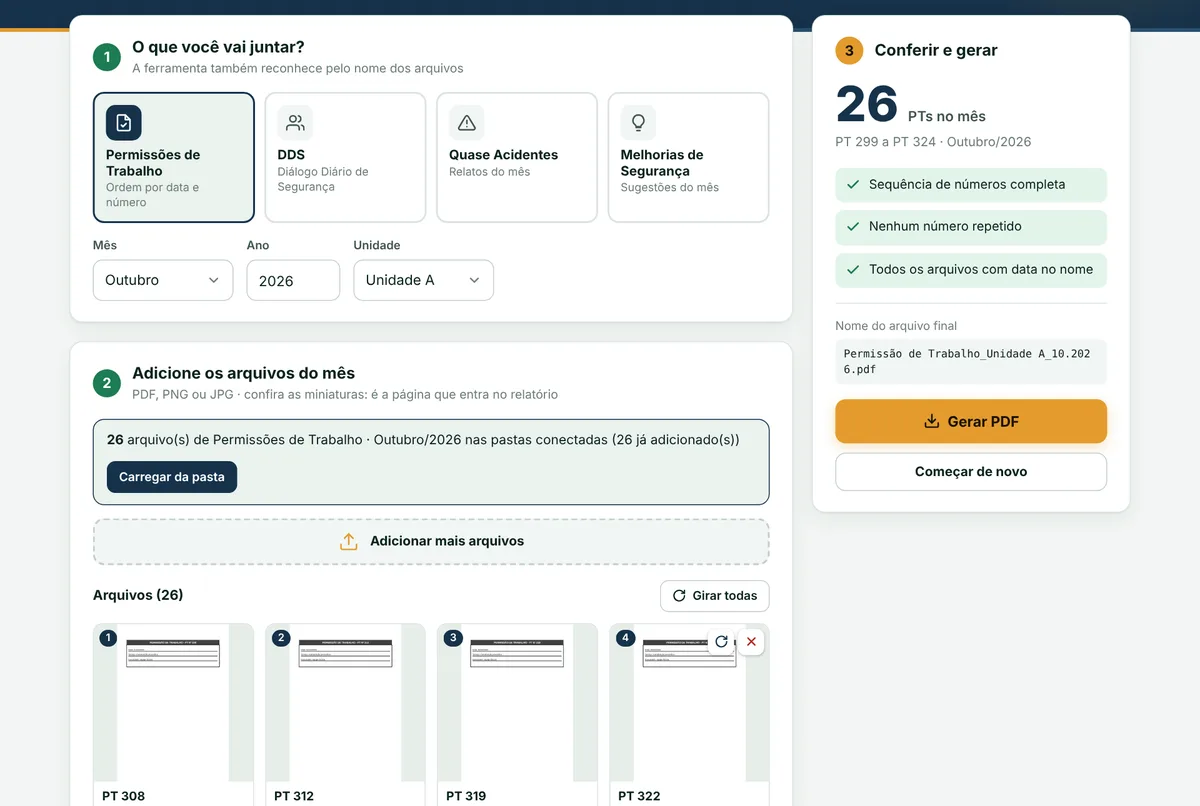 1
O que você vai juntar?
A ferramenta também reconhece pelo nome dos arquivos
Permissões de
Trabalho
Ordem por data e
número
DDS
Diálogo Diário de
Segurança
Quase Acidentes
Relatos do mês
Melhorias de
Segurança
Sugestões do mês
Mês
Ano
Unidade
Outubro
2026
Unidade A
2
Adicione os arquivos do mês
PDF, PNG ou JPG · confira as miniaturas: é a página que entra no relatório
26 arquivo(s) de Permissões de Trabalho · Outubro/2026 nas pastas conectadas (26 já adicionado(s))
Carregar da pasta
Adicionar mais arquivos
Arquivos (26)
Girar todas
1
2
3
4
PT 308
PT 312
PT 319
PT 322
3
Conferir e gerar
26 PTs no mês
PT 299 a PT 324 · Outubro/2026
Sequência de números completa
Nenhum número repetido
Todos os arquivos com data no nome
Nome do arquivo final
Permissão de Trabalho_Unidade A_10.202
6.pdf
Gerar PDF
Começar de novo